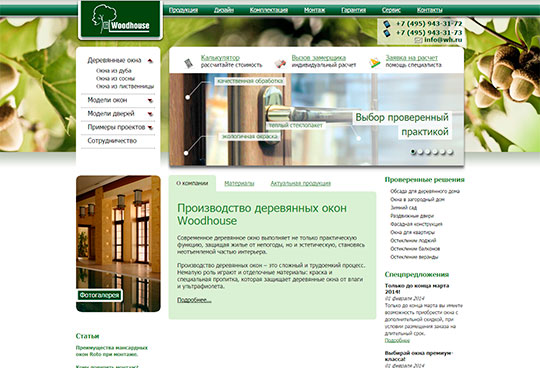 Woodhouse
Продукция Дизайн Комплектация Монтаж Гарантия Сервис Контакты
+7 (495) 943-31-72
+7 (495) 943-31-73
info@wh.ru
Деревянные окна
Окна из дуба
Окна из сосны
Окна из лиственницы
Модели окон
Модели дверей
Примеры проектов
Сотрудничество
Калькулятор
рассчитайте стоимость
Вызов замерщика
индивидуальный расчет
Заявка на расчет
помощь специалиста
качественная обработка
теплый стеклопакет
экологичная окраска
Выбор проверенный
практикой
Фотогалерея
О компании Материалы Актуальная продукция
Производство деревянных окон
Woodhouse
Современное деревянное окно выполняет не только практическую
функцию, защищая жилье от непогоды, но и эстетическую, становясь
неотъемлемой частью интерьера.
Производство деревянных окон – это сложный и трудоемкий процесс.
Немалую роль играют и отделочные материалы: краска и
специальная пропитка, которая защищает деревянные окна от влаги
и ультрафиолета.
Подробнее...
Проверенные решения
Обсада для деревянного дома
Окна в загородный дом
Зимний сад
Раздвижные двери
Фасадная конструкция
Окна для квартиры
Остекление лоджий
Остекление балконов
Остекление веранды
Спецпредложения
Только до конца марта
2014!
01 февраля 2014
Только до конца марта вы имеете
возможность приобрести окна с
дополнительной скидкой, при
условии размещения заказа на
длительный срок.
Подробнее
Выбирай окна премиум-
класса!
01 февраля 2014
Статьи
Преимущества мансардных
окон Roto при монтаже.